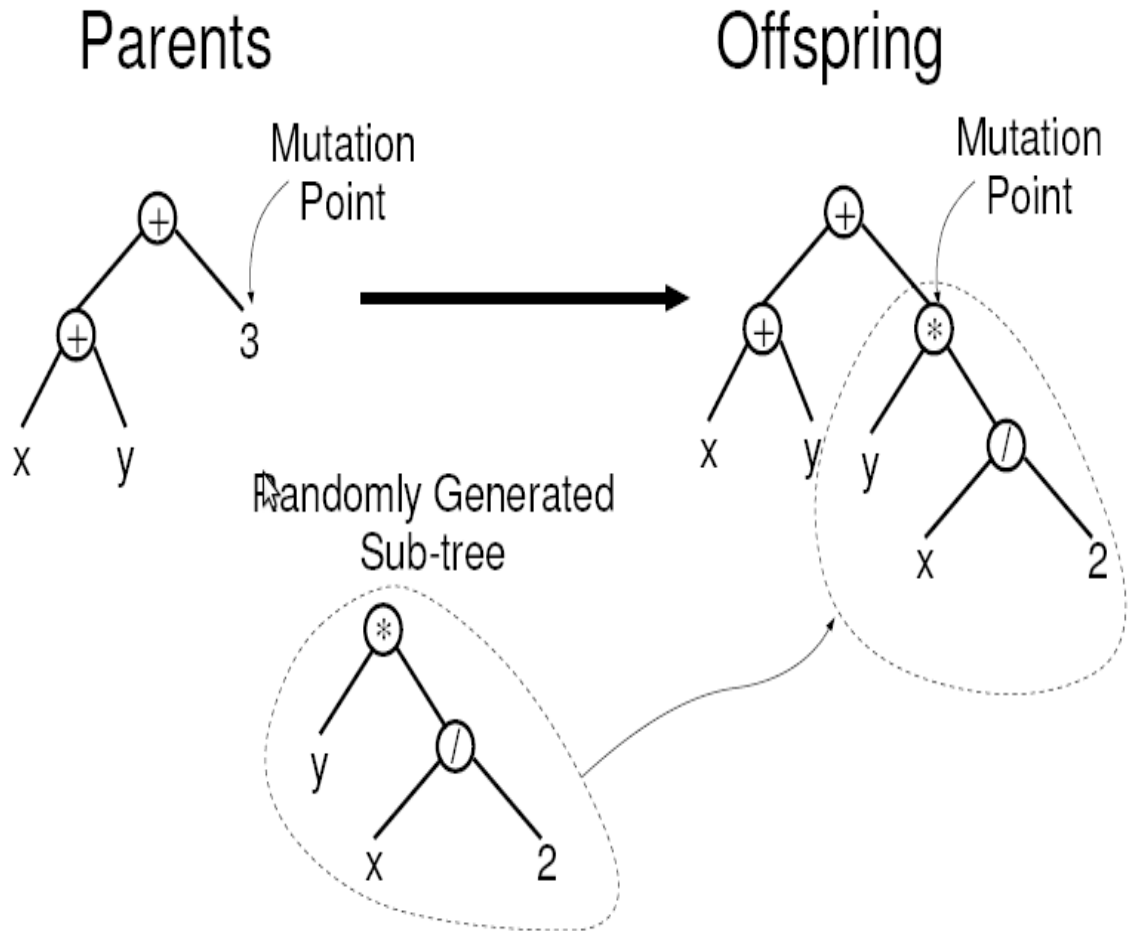 Parents
Offspring
Mutation
Point
Mutation
Point
+
+
3
x
y
+
+
*
x
y
y
/
x
2
Randomly Generated
Sub-tree
*
y
/
x
2